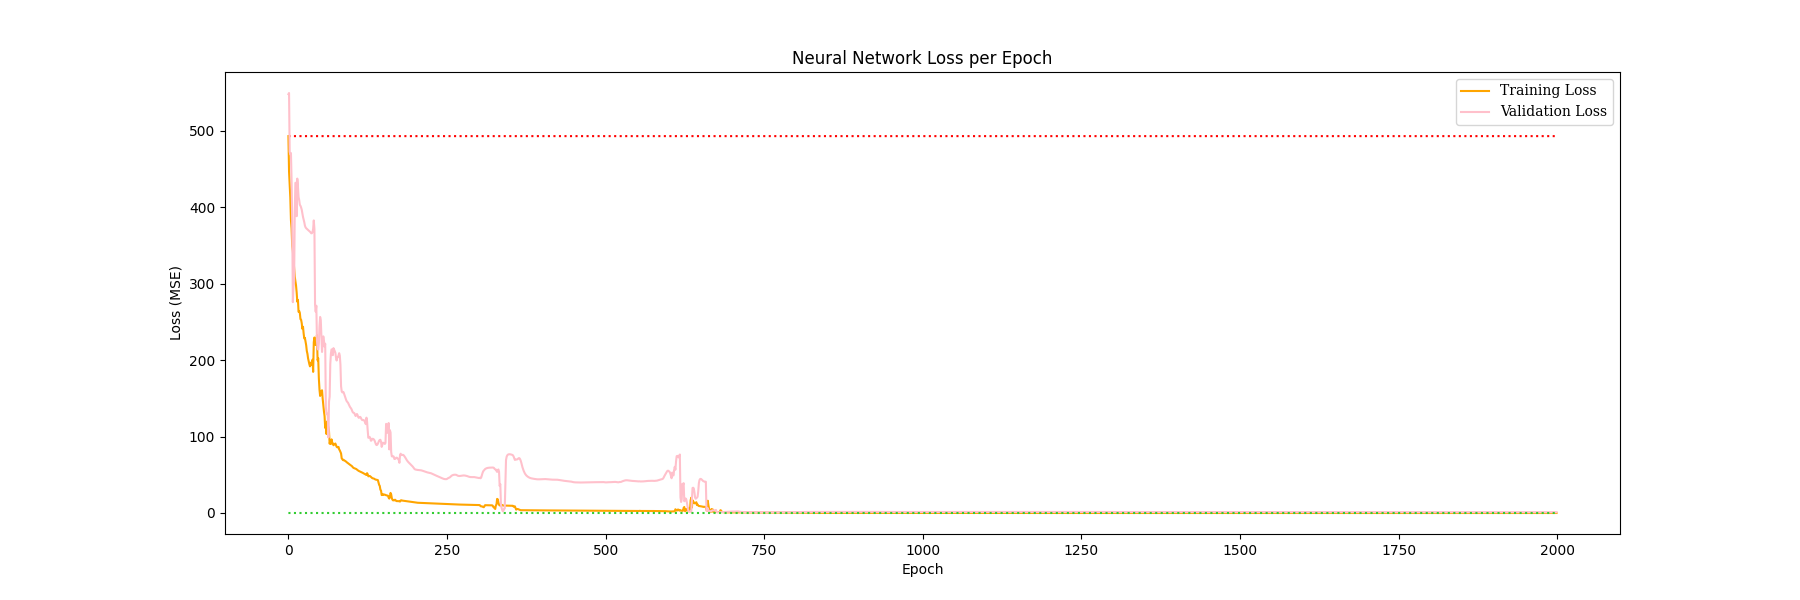 Neural Network Loss per Epoch
Training Loss
Validation Loss
500
400
300
200
100
0
Loss (MSE)
0 250 500 750 1000 1250 1500 1750 2000
Epoch